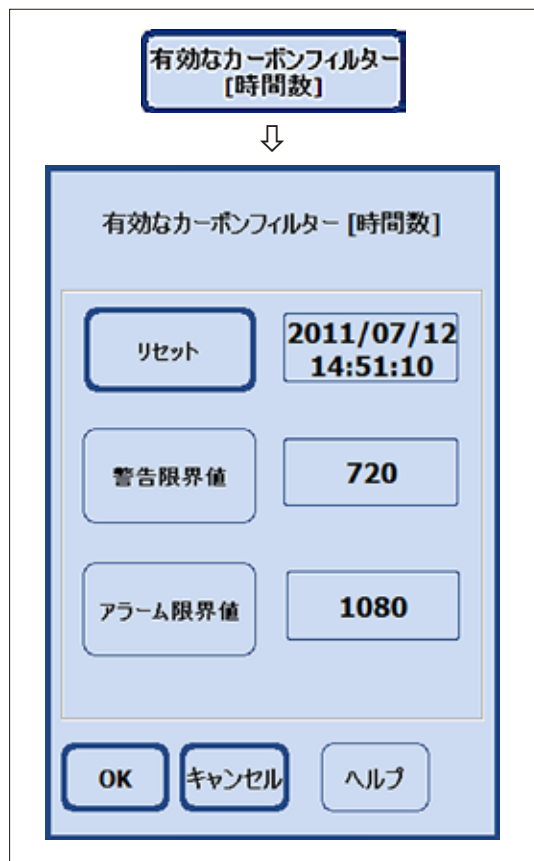 有効なカーボンフィルター
[時間数]
有効なカーボンフィルター [時間数]
リセット
2011/07/12
14:51:10
警告限界値
720
アラーム限界値
1080
OK
キャンセル
ヘルプ